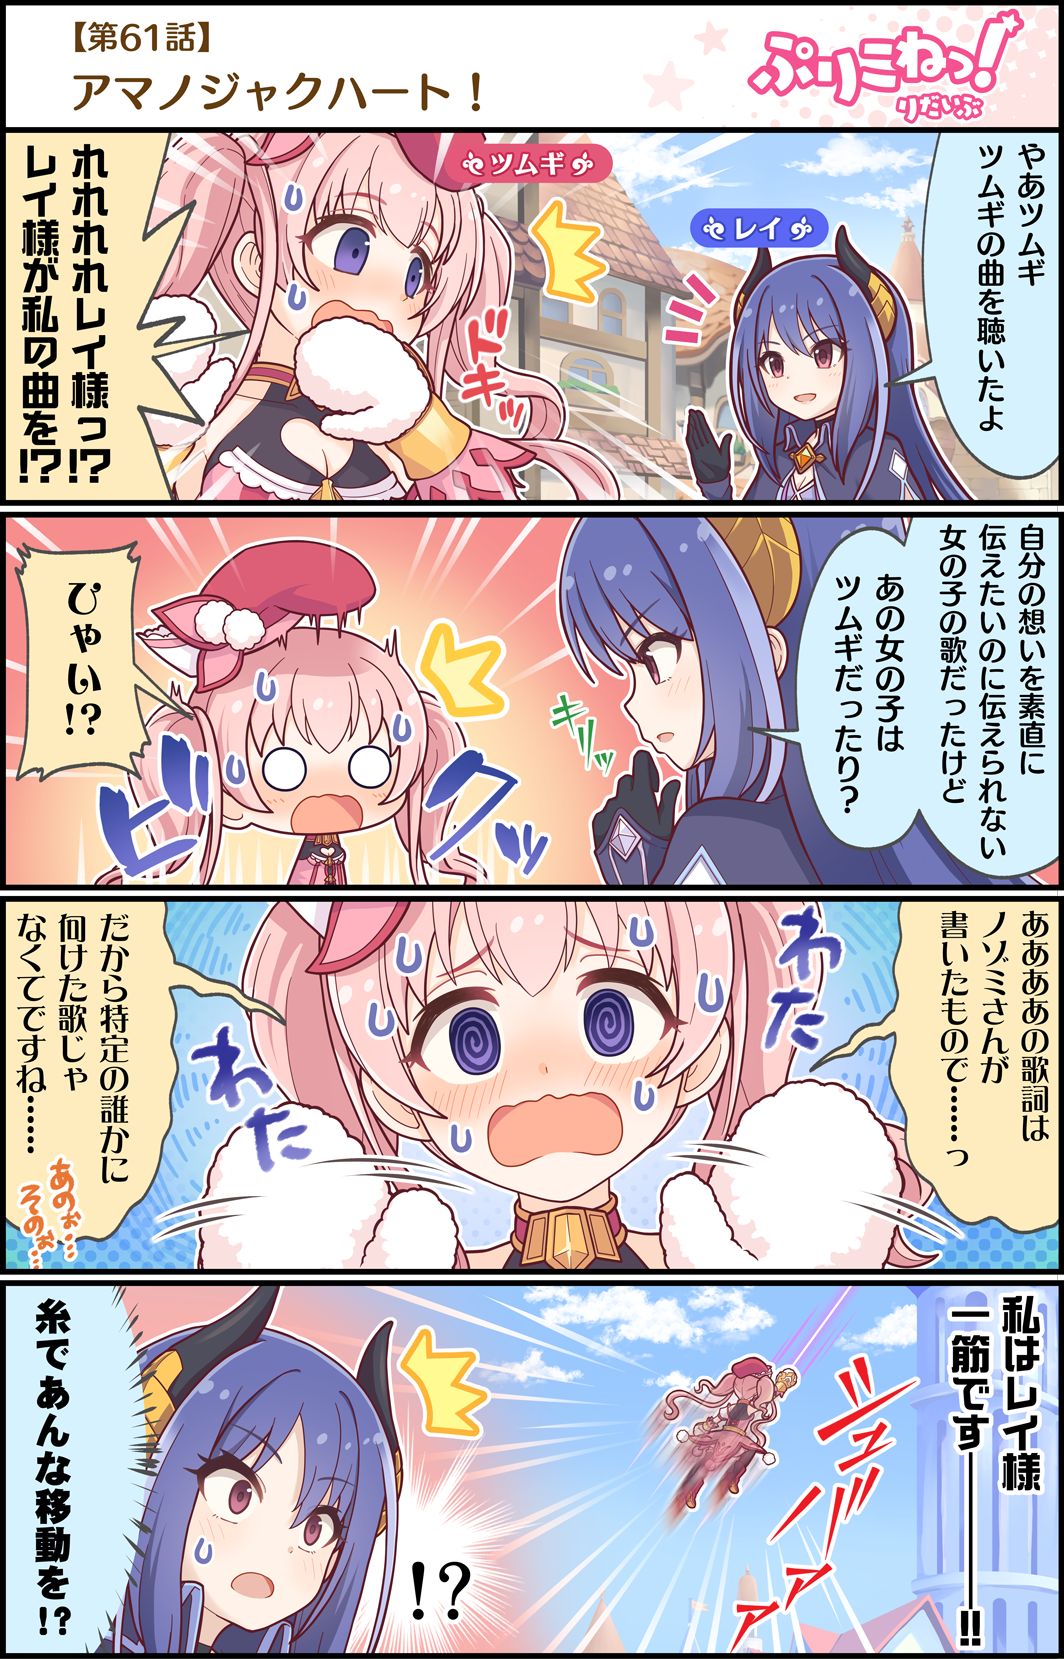 【第61話】
アマノジャクハート！
ぷりこねっ！
りだいぶ
やあツムギ
ツムギの曲を聴いたよ
レイ
ツムギ
ドキッ
れれれれレイ様っ!?
レイ様が私の曲を!?
自分の想いを素直に
伝えたいのに伝えられない
女の子の歌だったけど
あの女の子は
ツムギだったり？
キリッ
ひゃい!?
ビクッ
ああああの歌詞は
ノゾミさんが
書いたもので……っ
わた
わた
だから特定の誰かに
向けた歌じゃ
なくてですね……
あのぉ…
そのぉ…
私はレイ様
一筋です――――!!
シュバッ
アァ
!?
糸であんな移動を!?